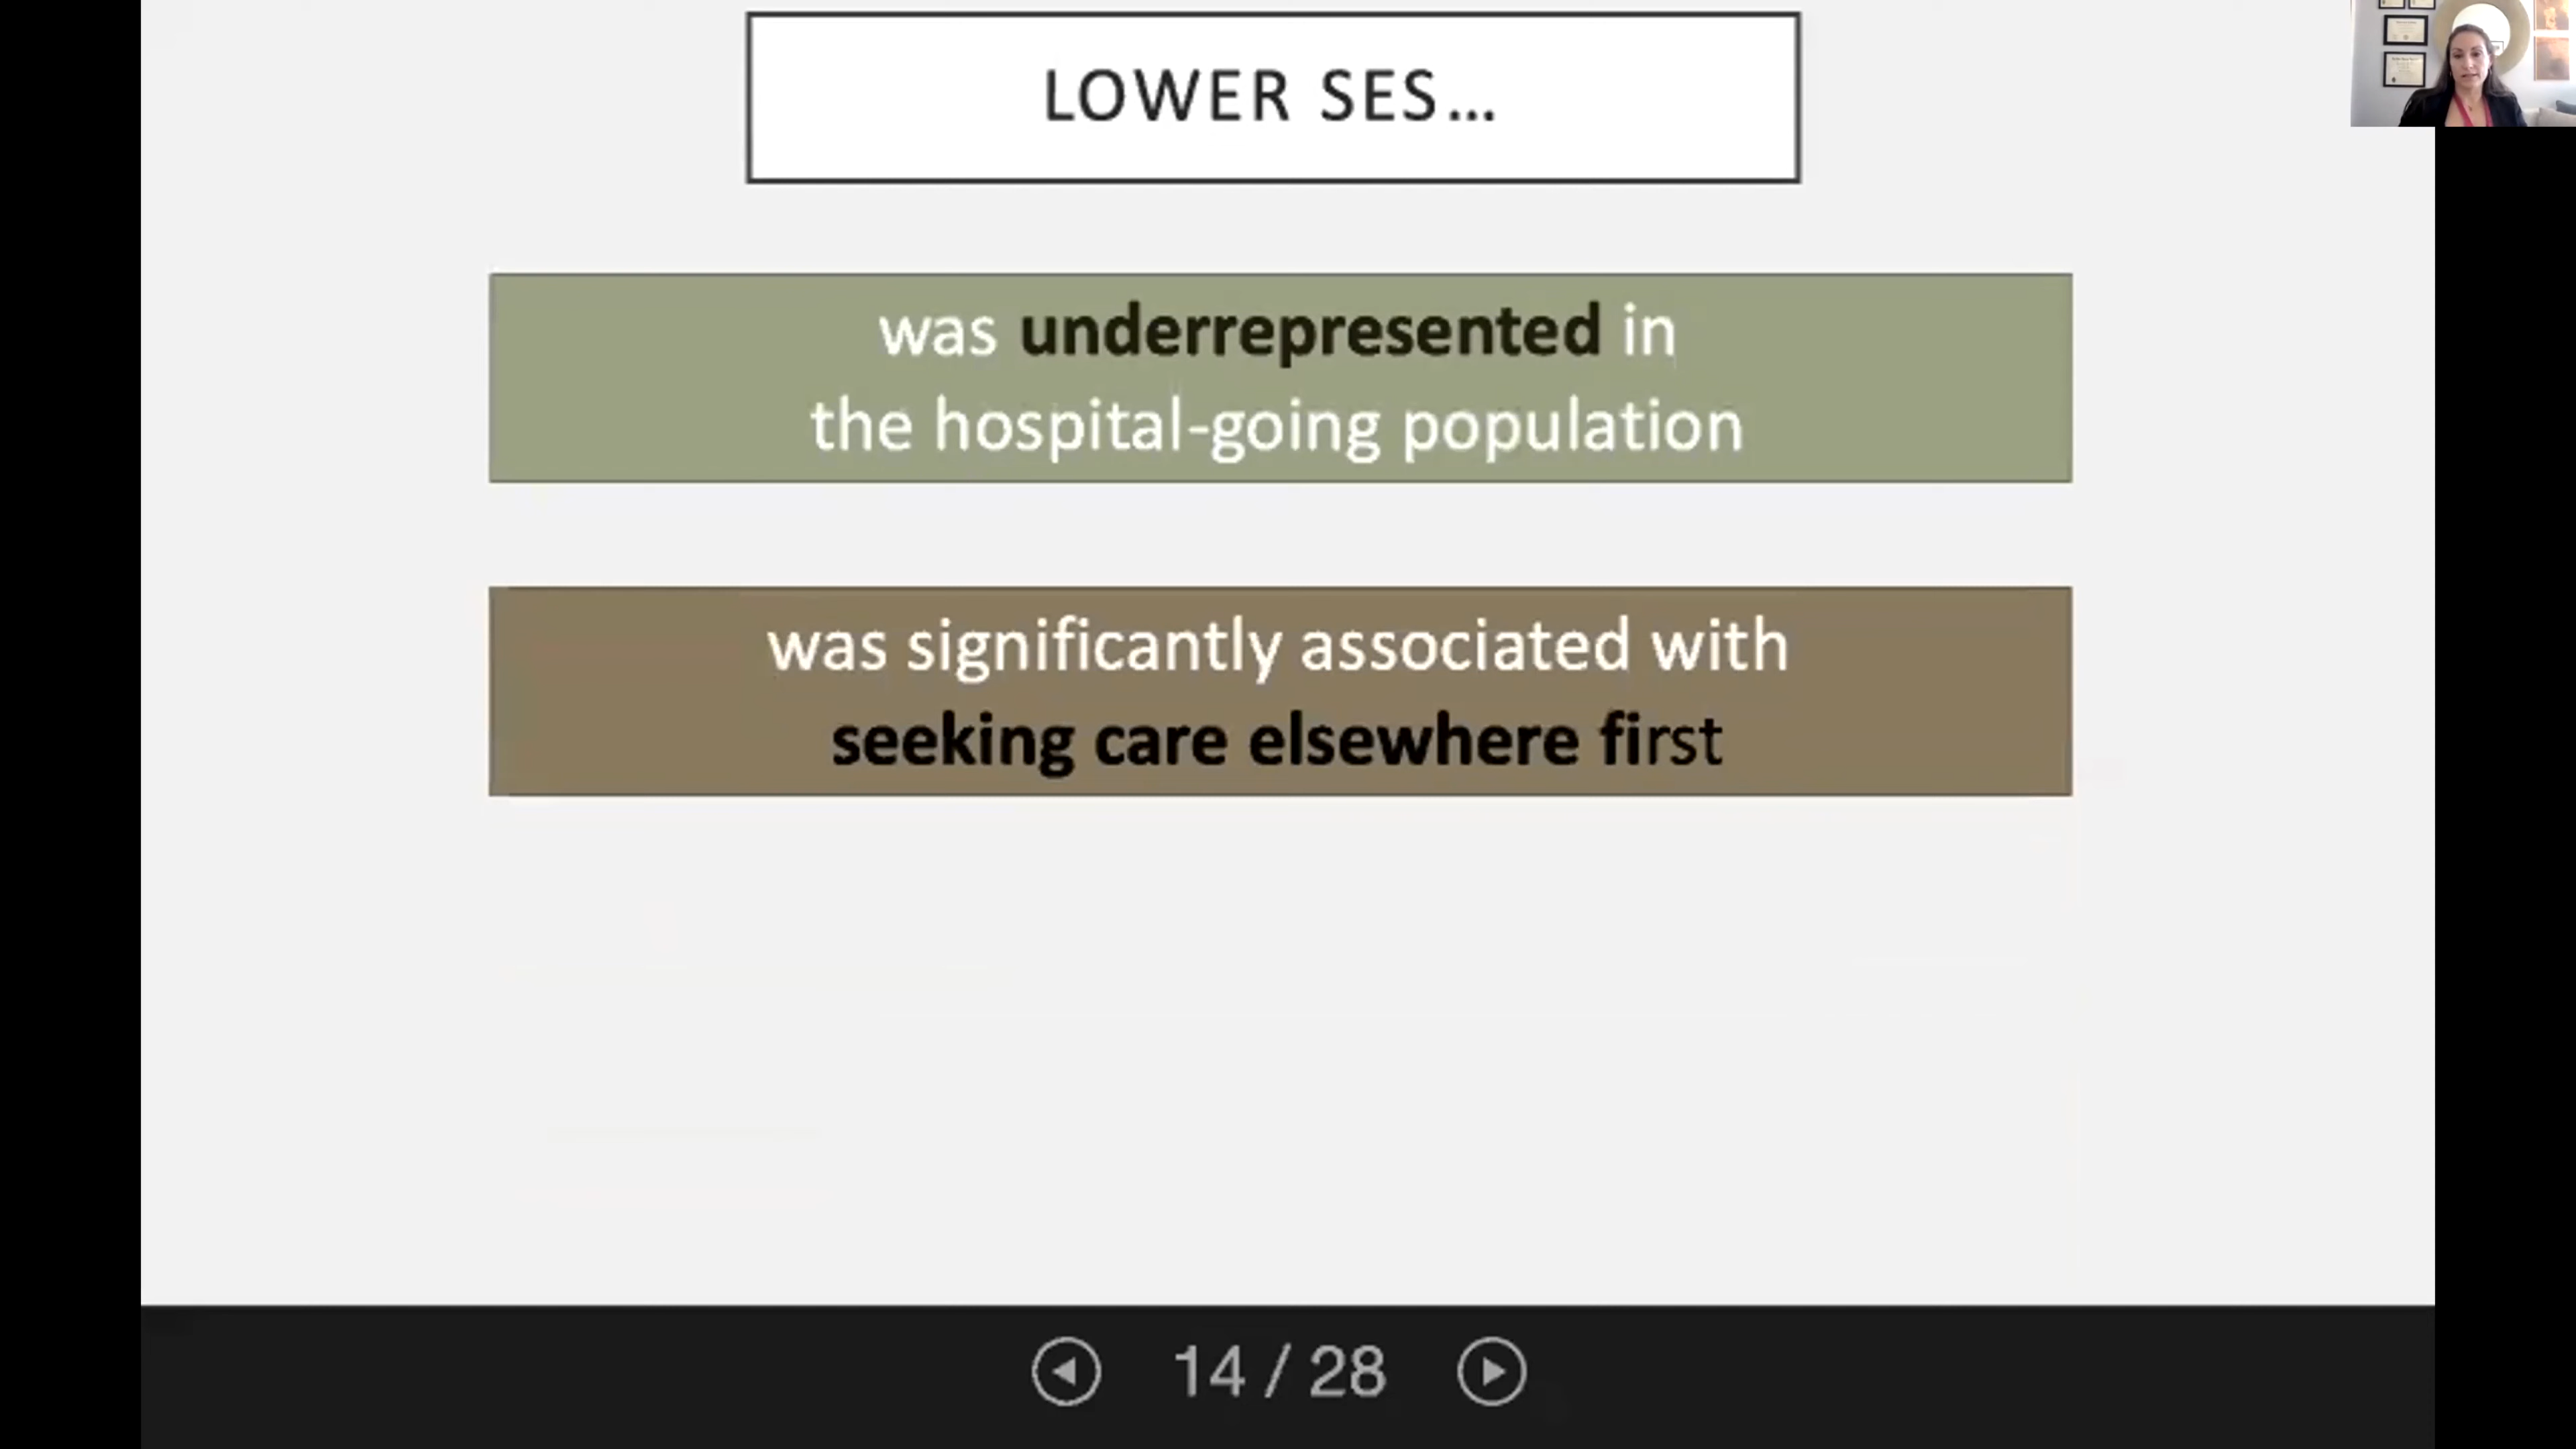 LOWER SES...
was underrepresented in
the hospital-going population
was significantly associated with
seeking care elsewhere first
14 / 28